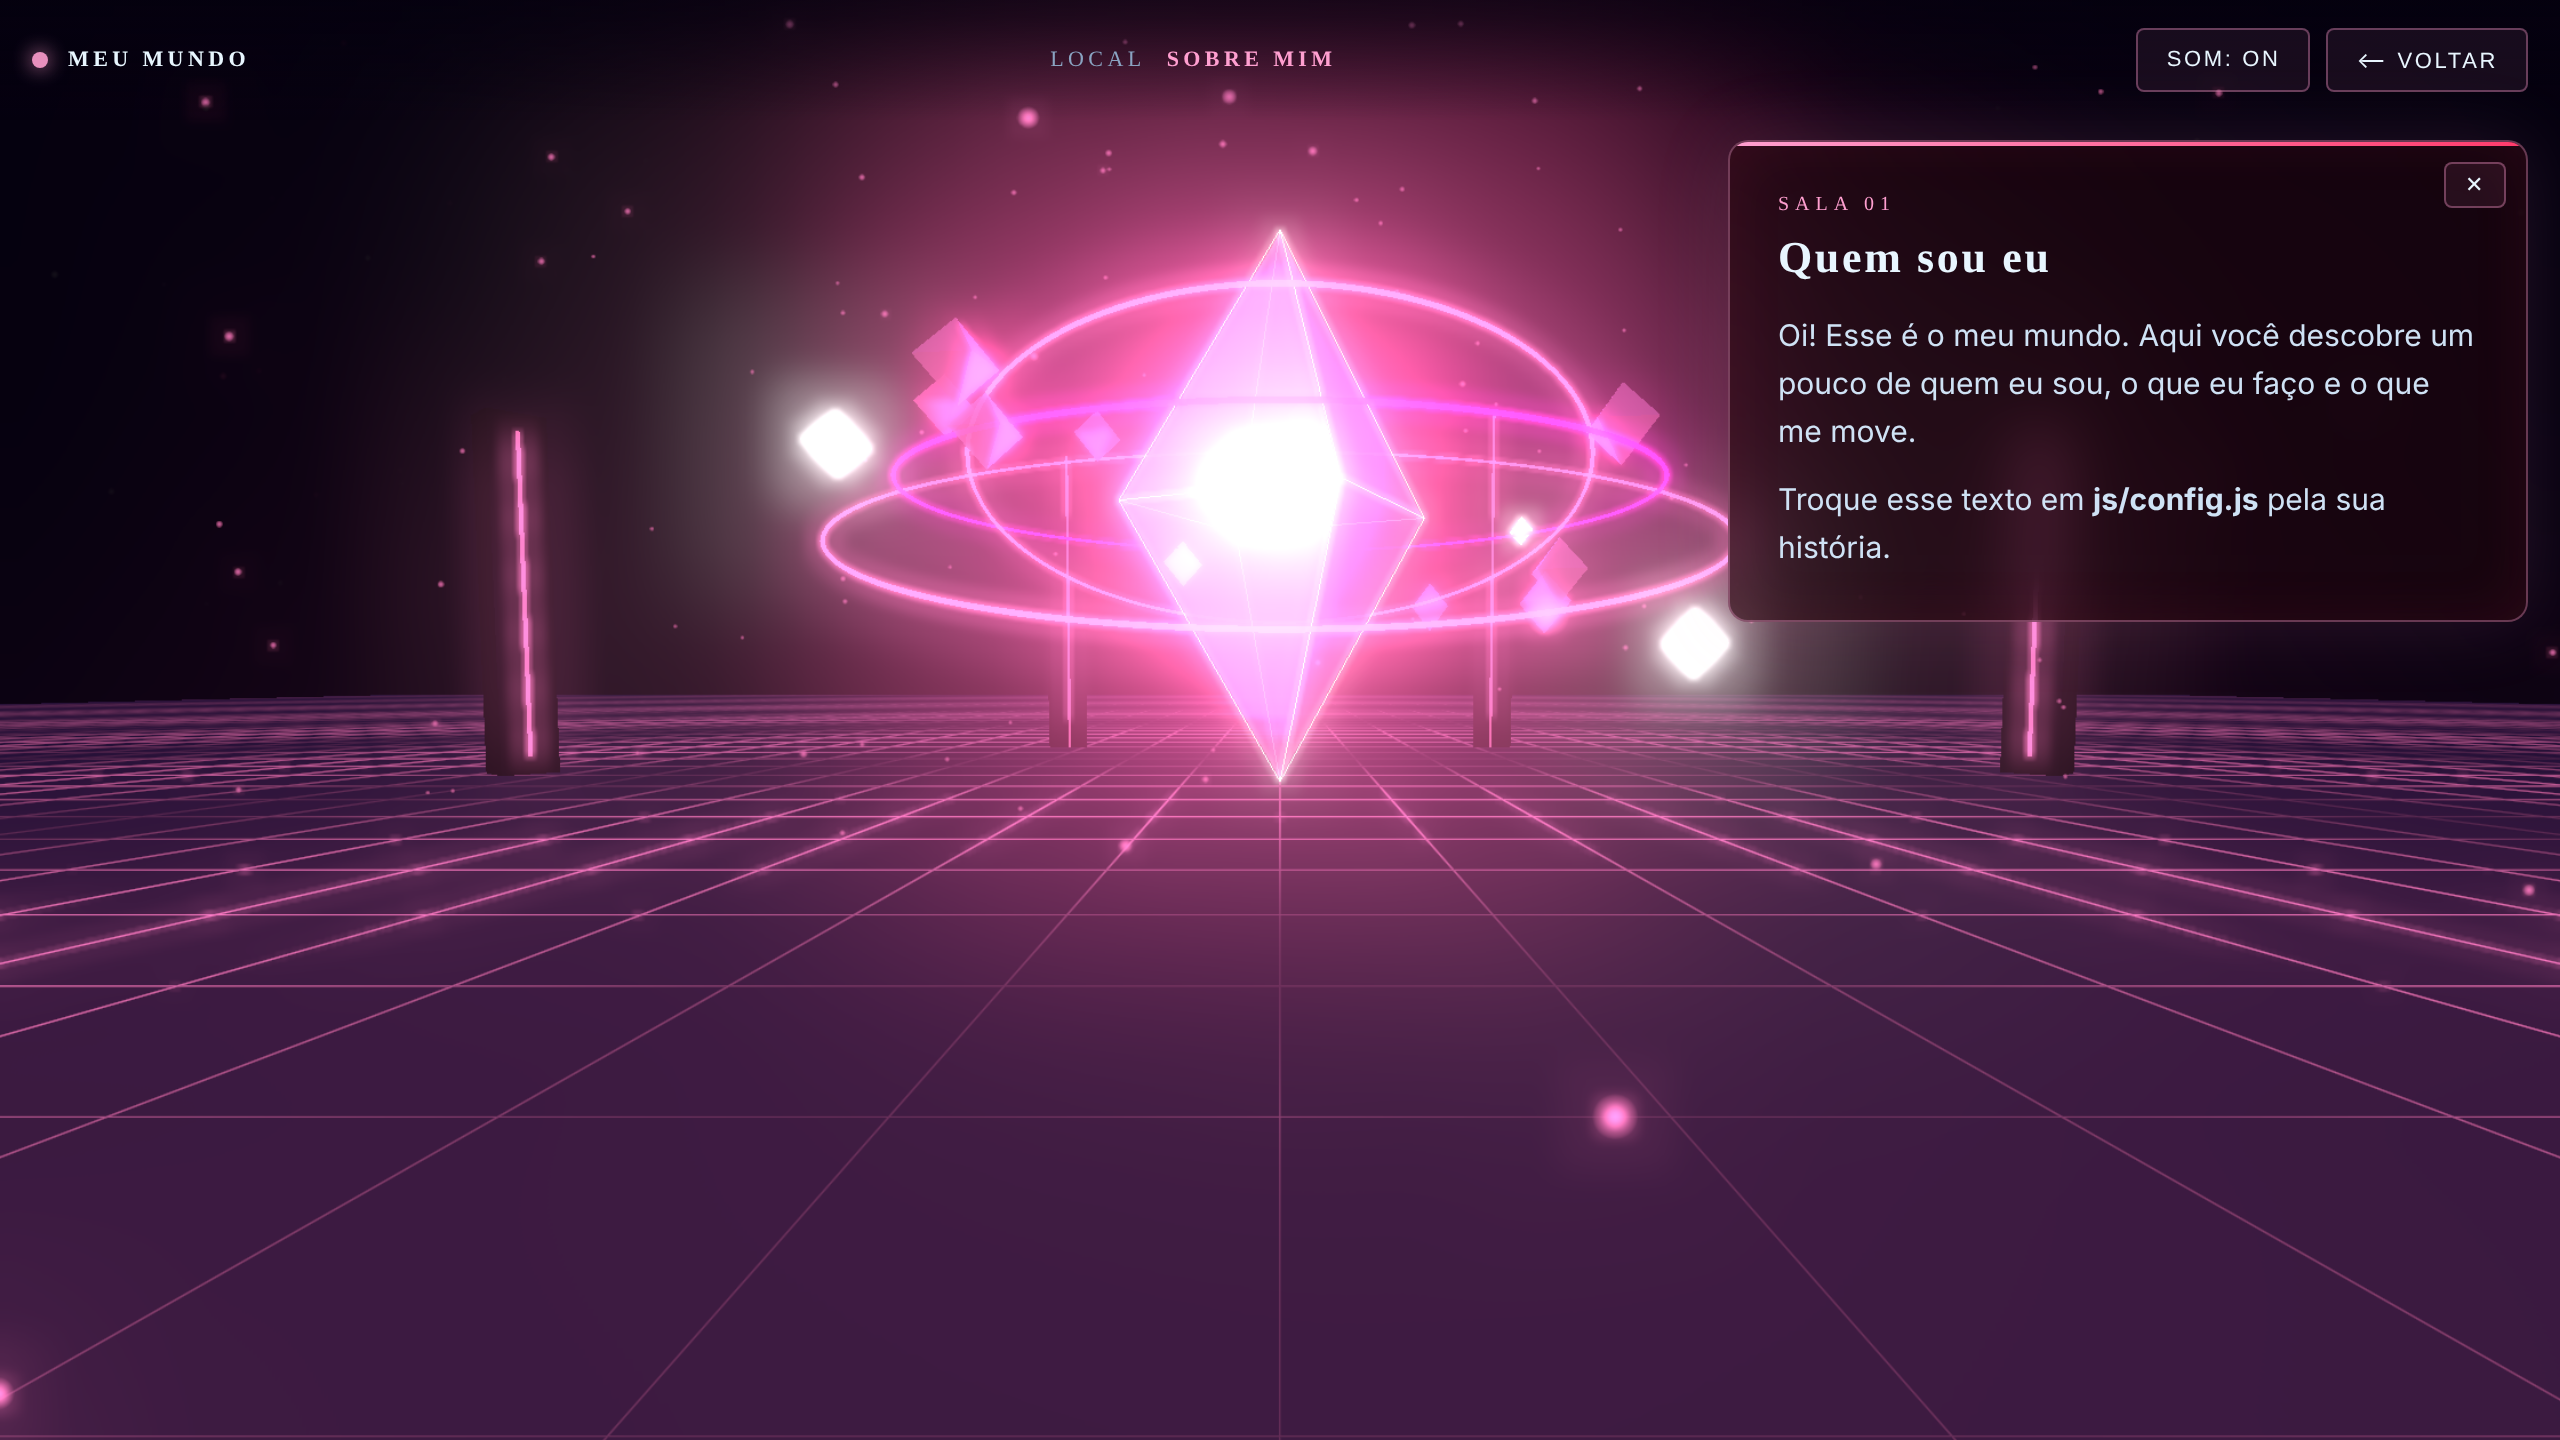 MEU MUNDO
LOCAL SOBRE MIM
SOM: ON
← VOLTAR
×
SALA 01
Quem sou eu
Oi! Esse é o meu mundo. Aqui você descobre um
pouco de quem eu sou, o que eu faço e o que
me move.
Troque esse texto em js/config.js pela sua
história.